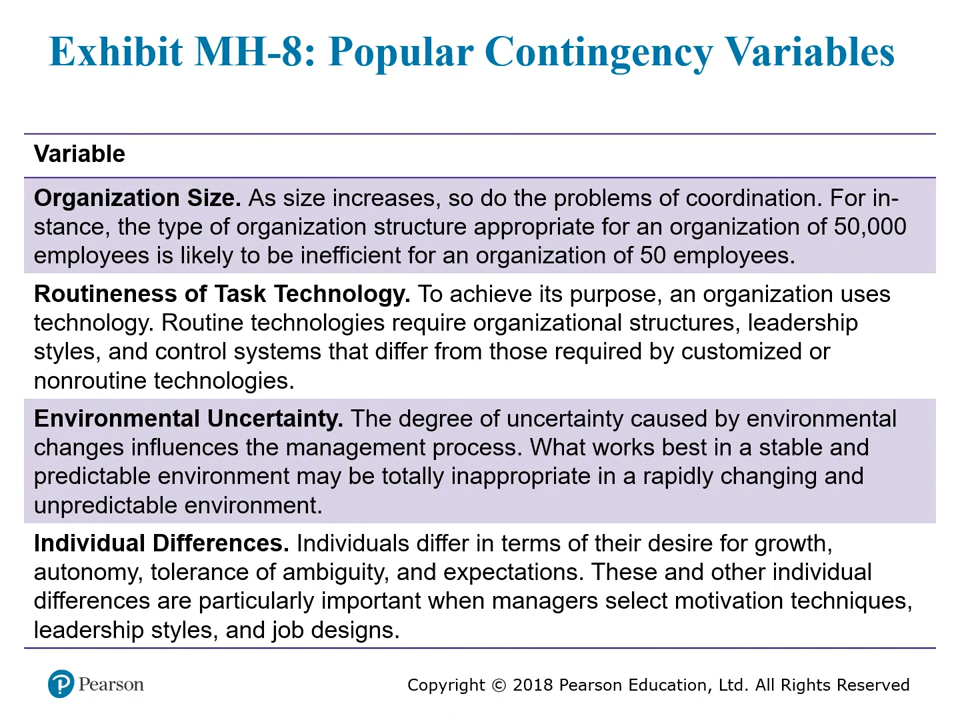 Exhibit MH-8: Popular Contingency Variables
Variable
Organization Size. As size increases, so do the problems of coordination. For in-
stance, the type of organization structure appropriate for an organization of 50,000
employees is likely to be inefficient for an organization of 50 employees.
Routineness of Task Technology. To achieve its purpose, an organization uses
technology. Routine technologies require organizational structures, leadership
styles, and control systems that differ from those required by customized or
nonroutine technologies.
Environmental Uncertainty. The degree of uncertainty caused by environmental
changes influences the management process. What works best in a stable and
predictable environment may be totally inappropriate in a rapidly changing and
unpredictable environment.
Individual Differences. Individuals differ in terms of their desire for growth,
autonomy, tolerance of ambiguity, and expectations. These and other individual
differences are particularly important when managers select motivation techniques,
leadership styles, and job designs.
P Pearson
Copyright © 2018 Pearson Education, Ltd. All Rights Reserved